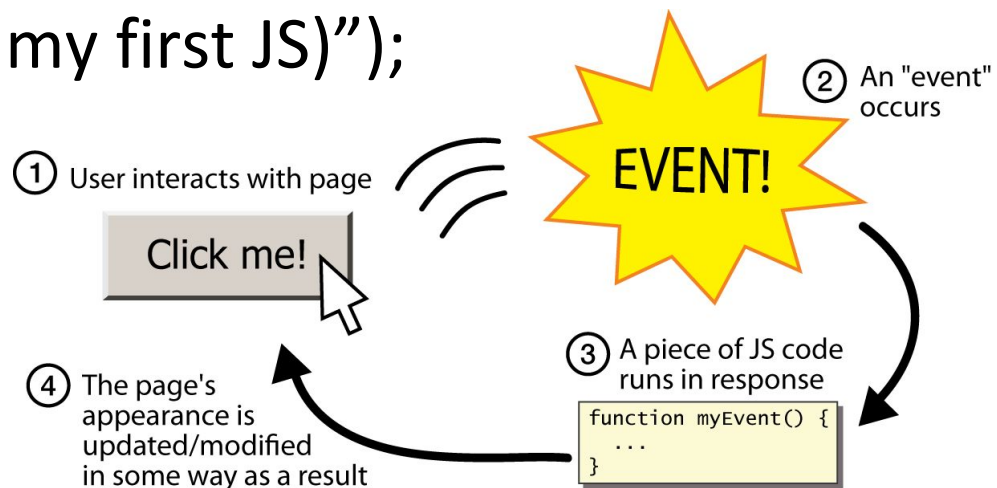 my first JS)”);
① User interacts with page
Click me!
EVENT!
② An "event"
occurs
③ A piece of JS code
runs in response
function myEvent() {
...
}
④ The page's
appearance is
updated/modified
in some way as a result